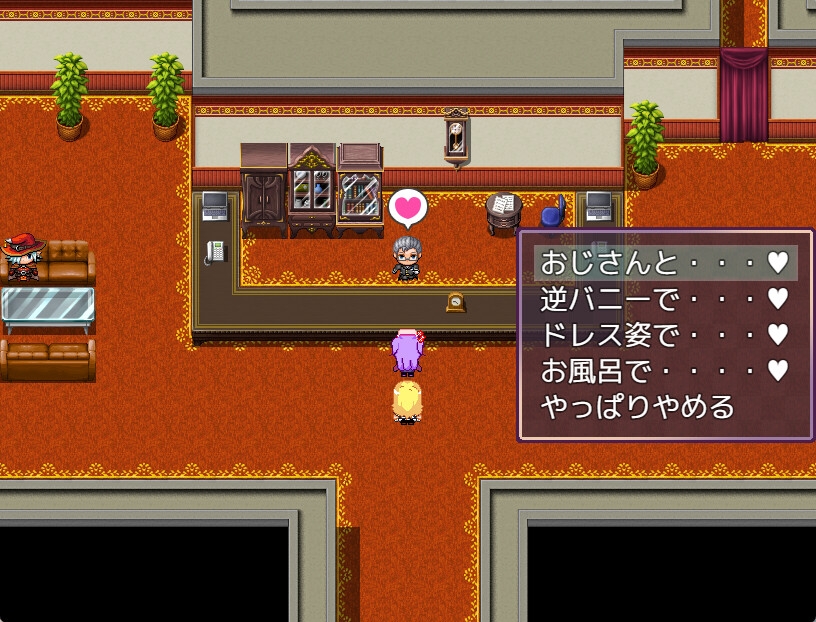 おじさんと・・・♥
逆バニーで・・・♥
ドレス姿で・・・♥
お風呂で・・・・♥
やっぱりやめる